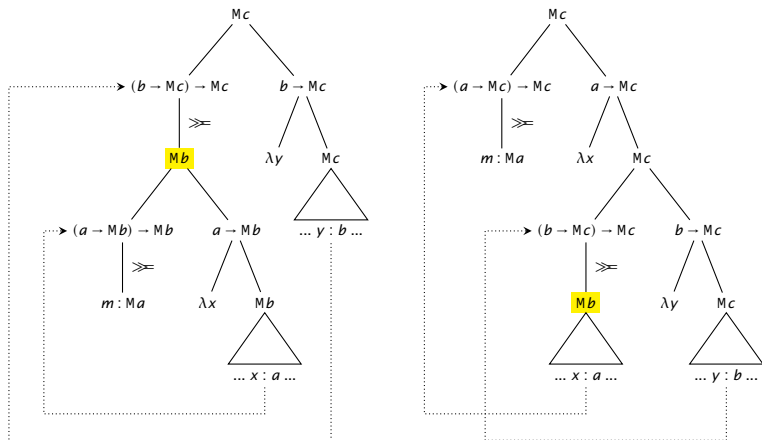 Mc Mc
(b → Mc) → Mc b → Mc (a → Mc) → Mc a → Mc
≫= ≫=
Mb λy Mc m : Ma λx Mc
(a → Mb) → Mb a → Mb ... y : b ... (b → Mc) → Mc b → Mc
≫= ≫=
m : Ma λx Mb Mb λy Mc
... x : a ... ... x : a ... ... y : b ...